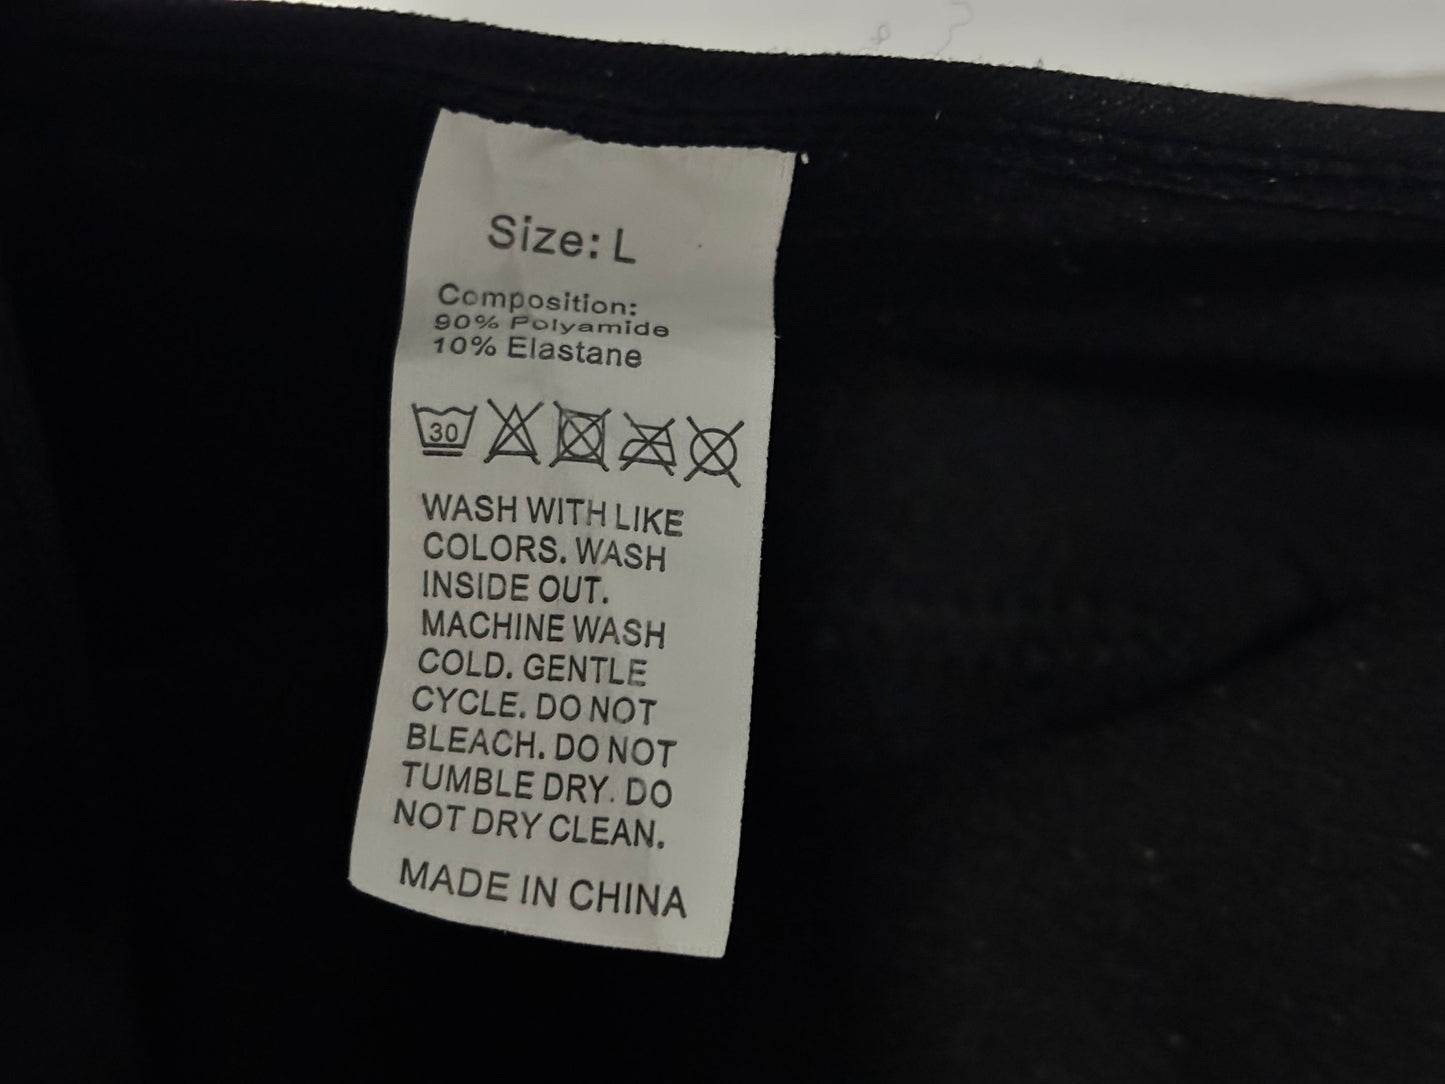 Size: L
Composition:
90% Polyamide
10% Elastane
30
WASH WITH LIKE
COLORS. WASH
INSIDE OUT.
MACHINE WASH
COLD. GENTLE
CYCLE. DO NOT
BLEACH. DO NOT
TUMBLE DRY. DO
NOT DRY CLEAN.
MADE IN CHINA